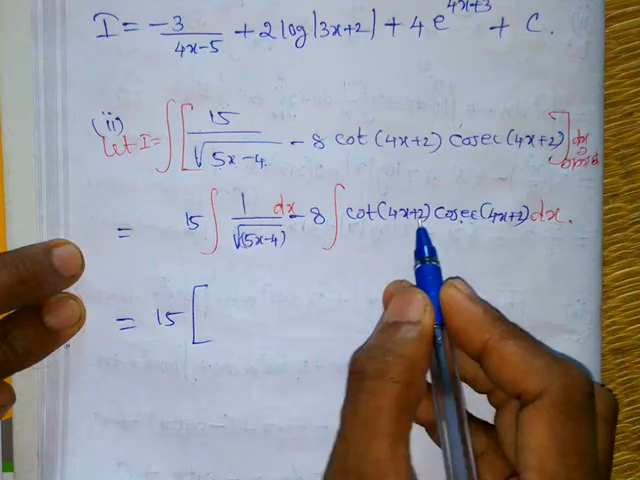 I = -3/(4x-5) + 2 log|3x+2| + 4 e^(4x+3) + C.
(ii) Let I = ∫ [ 15/√(5x-4) - 8 cot (4x+2) cosec (4x+2) ] dx
= 15 ∫ 1/√(5x-4) dx - 8 ∫ cot (4x+2) cosec (4x+2) dx.
= 15 [